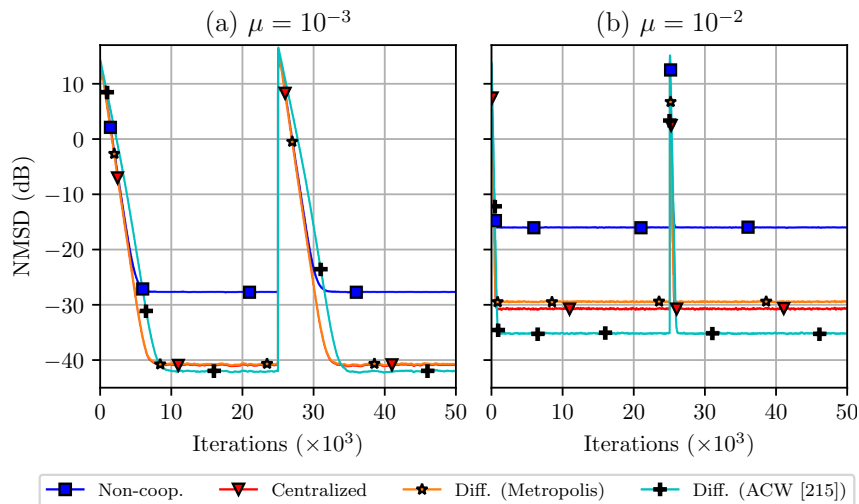 (a) μ = 10⁻³
(b) μ = 10⁻²
NMSD (dB)
10
0
−10
−20
−30
−40
0
10
20
30
40
50
Iterations (×10³)
0
10
20
30
40
50
Iterations (×10³)
Non-coop.
Centralized
Diff. (Metropolis)
Diff. (ACW [215])